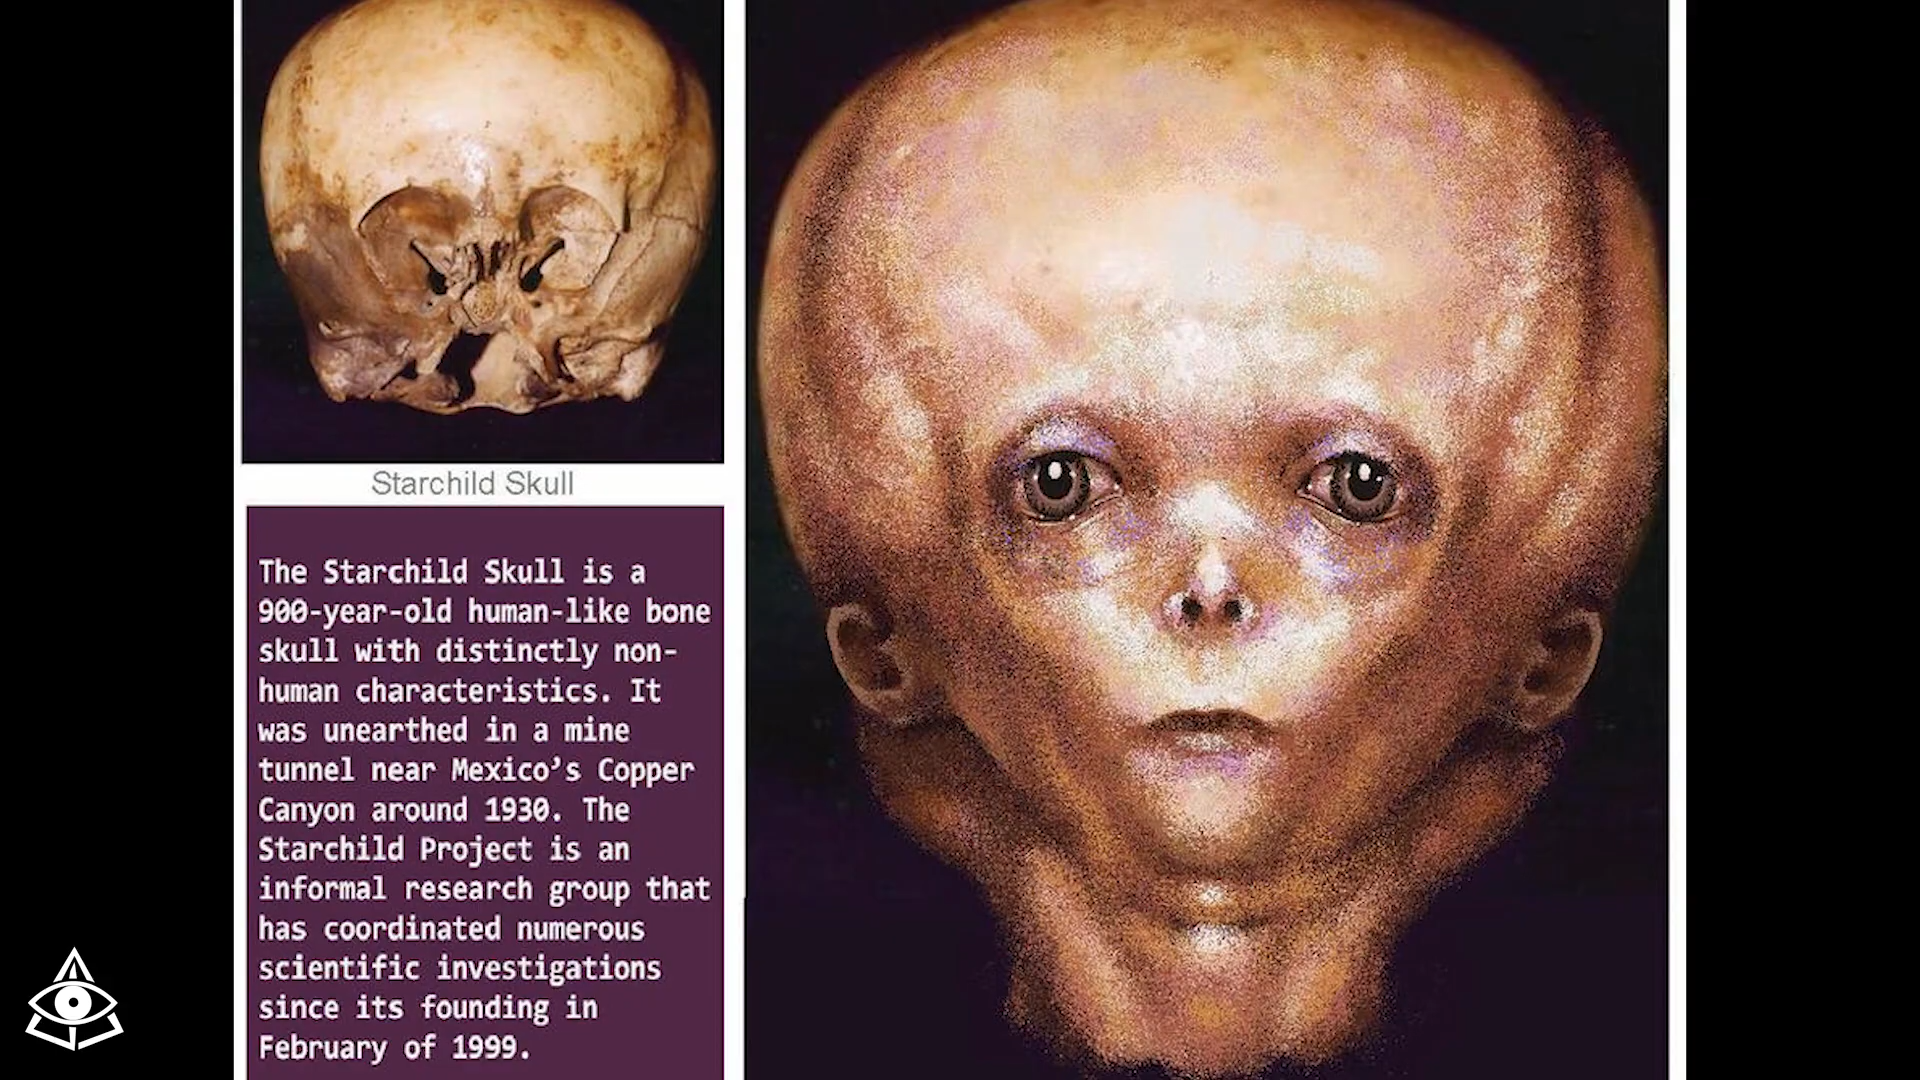 Starchild Skull
The Starchild Skull is a
900-year-old human-like bone
skull with distinctly non-
human characteristics. It
was unearthed in a mine
tunnel near Mexico’s Copper
Canyon around 1930. The
Starchild Project is an
informal research group that
has coordinated numerous
scientific investigations
since its founding in
February of 1999.